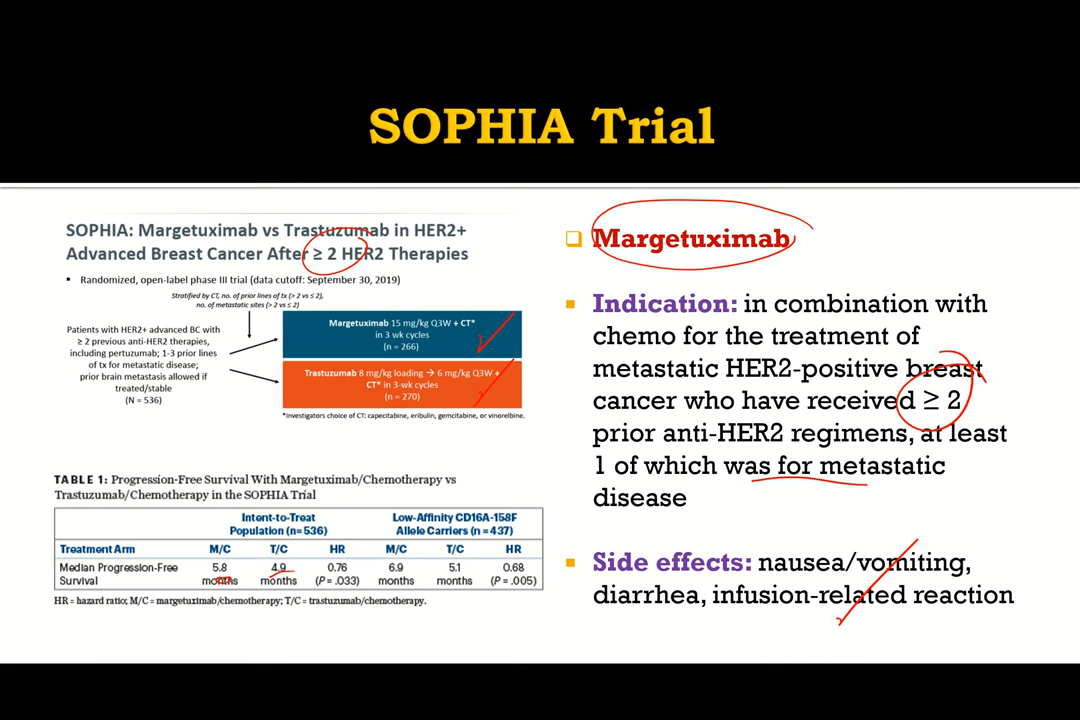 SOPHIA Trial
SOPHIA: Margetuximab vs Trastuzumab in HER2+
Advanced Breast Cancer After ≥ 2 HER2 Therapies
▪ Randomized, open-label phase III trial (data cutoff: September 30, 2019)
Stratified by CT, no. of prior lines of tx (> 2 vs ≤ 2),
no. of metastatic sites (> 2 vs ≤ 2)
Patients with HER2+ advanced BC with
≥ 2 previous anti-HER2 therapies,
including pertuzumab; 1-3 prior lines
of tx for metastatic disease;
prior brain metastasis allowed if
treated/stable
(N = 536)
Margetuximab 15 mg/kg Q3W + CT*
in 3 wk cycles
(n = 266)
Trastuzumab 8 mg/kg loading → 6 mg/kg Q3W +
CT* in 3-wk cycles
(n = 270)
*Investigators choice of CT: capecitabine, eribulin, gemcitabine, or vinorelbine.
TABLE 1: Progression-Free Survival With Margetuximab/Chemotherapy vs
Trastuzumab/Chemotherapy in the SOPHIA Trial
Intent-to-Treat Low-Affinity CD16A-158F
Population (n=536) Allele Carriers (n = 437)
Treatment Arm M/C T/C HR M/C T/C HR
Median Progression-Free 5.8 4.9 0.76 6.9 5.1 0.68
Survival months months (P = .033) months months (P = .005)
HR = hazard ratio; M/C = margetuximab/chemotherapy; T/C = trastuzumab/chemotherapy.
Margetuximab
Indication: in combination with
chemo for the treatment of
metastatic HER2-positive breast
cancer who have received ≥ 2
prior anti-HER2 regimens, at least
1 of which was for metastatic
disease
Side effects: nausea/vomiting,
diarrhea, infusion-related reaction